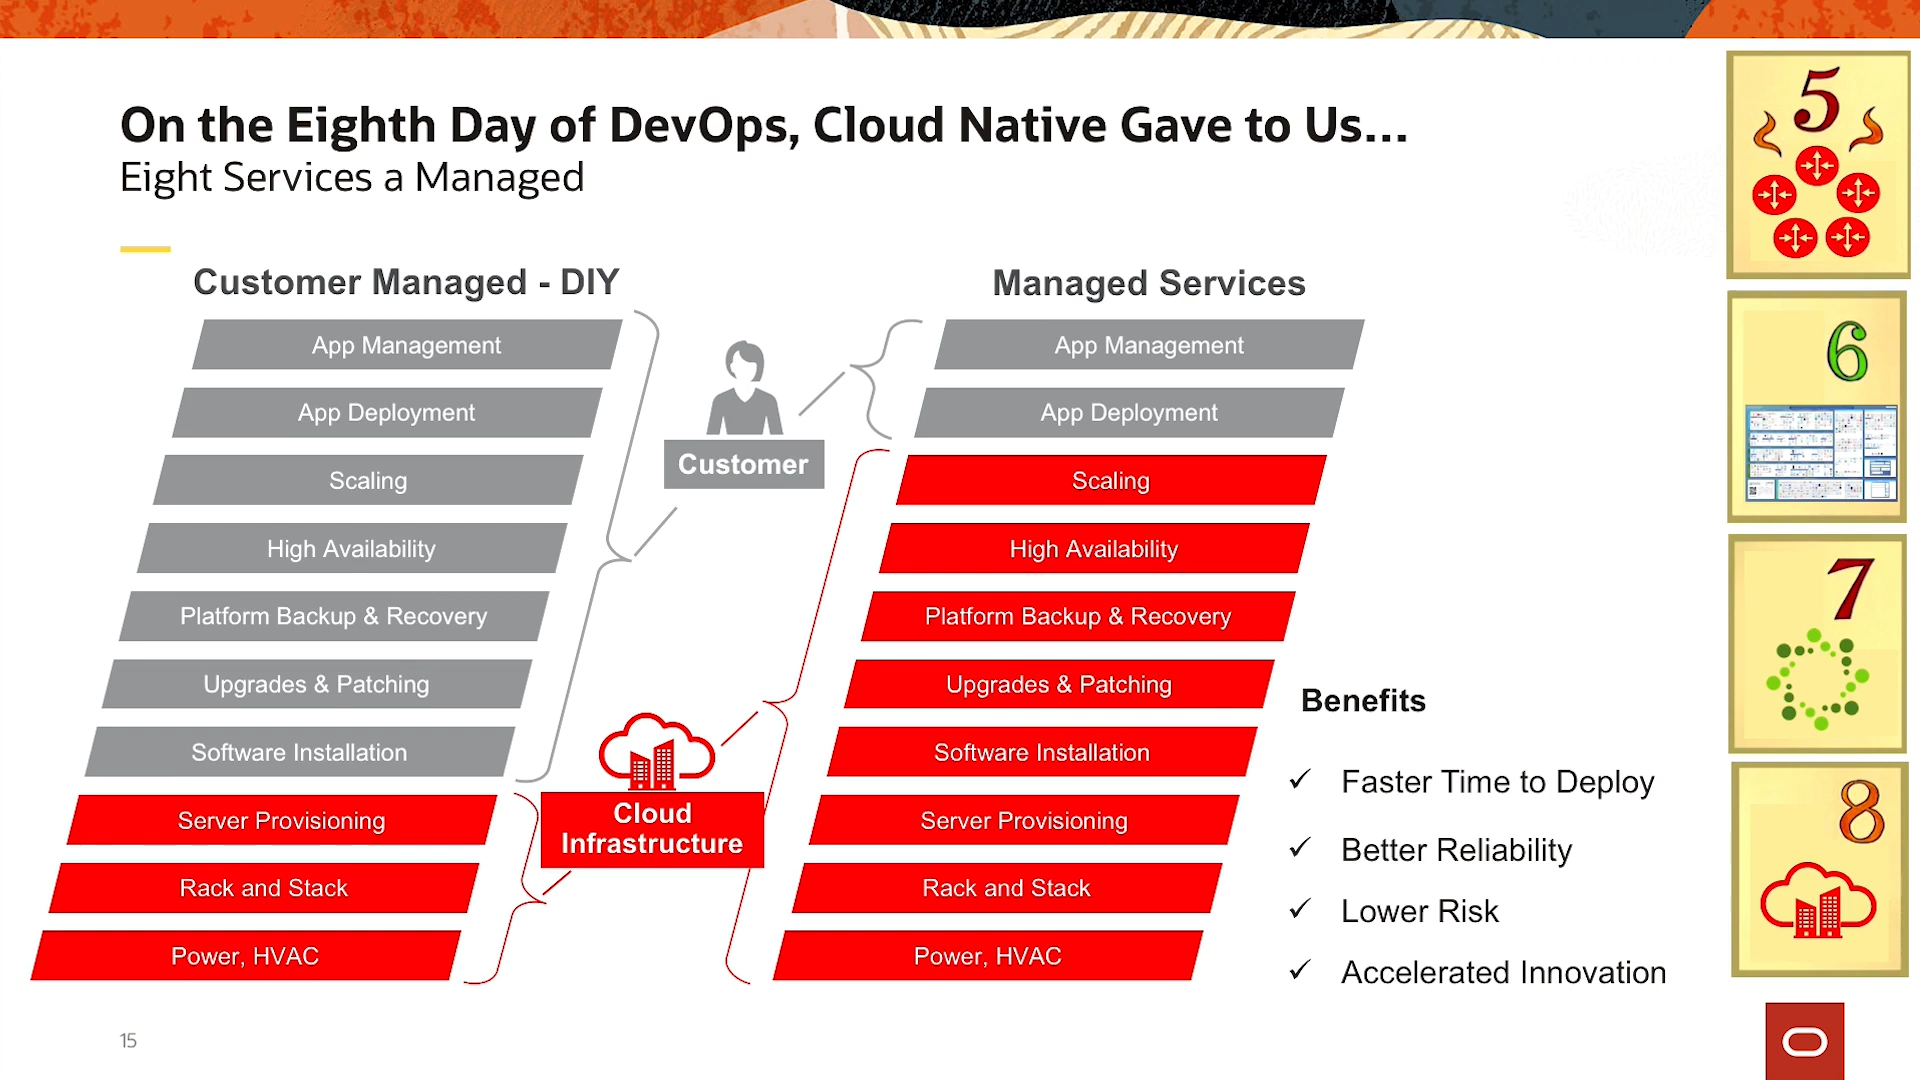 On the Eighth Day of DevOps, Cloud Native Gave to Us...
Eight Services a Managed
Customer Managed - DIY
App Management
App Deployment
Scaling
High Availability
Platform Backup & Recovery
Upgrades & Patching
Software Installation
Server Provisioning
Rack and Stack
Power, HVAC
Customer
Cloud
Infrastructure
Managed Services
App Management
App Deployment
Scaling
High Availability
Platform Backup & Recovery
Upgrades & Patching
Software Installation
Server Provisioning
Rack and Stack
Power, HVAC
Benefits
✓ Faster Time to Deploy
✓ Better Reliability
✓ Lower Risk
✓ Accelerated Innovation
5
6
7
8
15